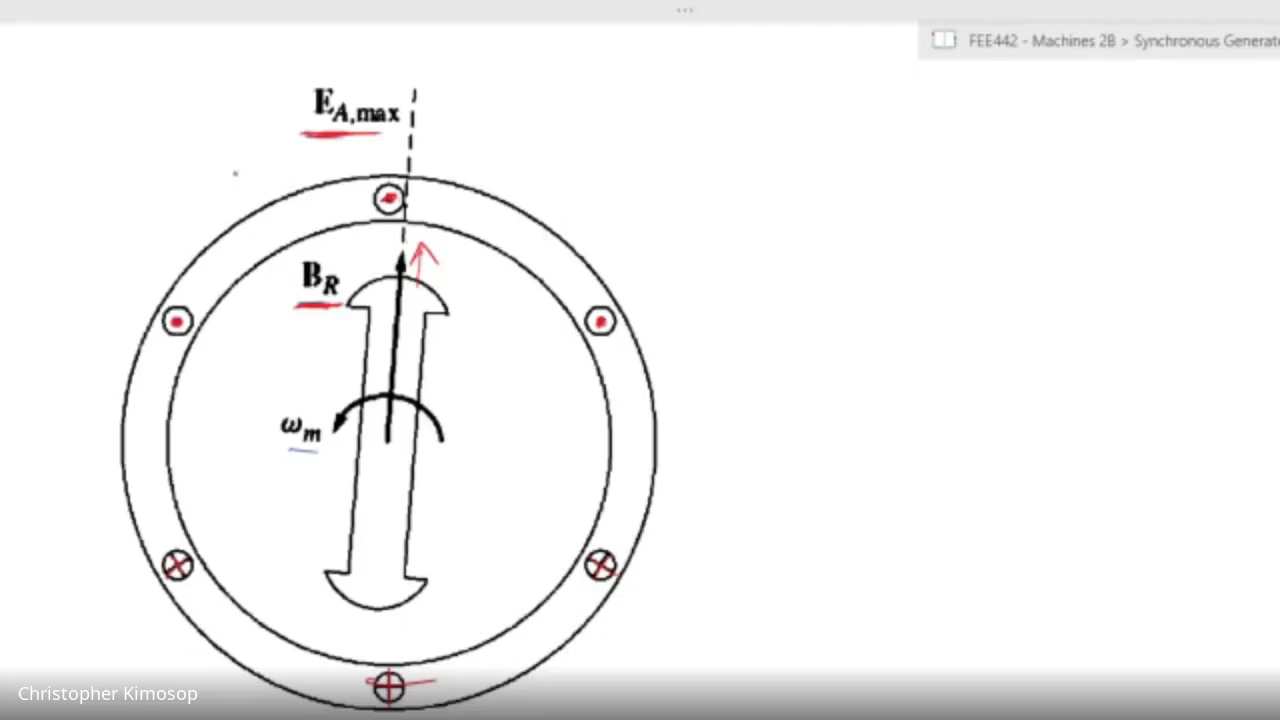 FEE442 - Machines 2B > Synchronous Generat
E_A,max
B_R
ω_m
Christopher Kimosop